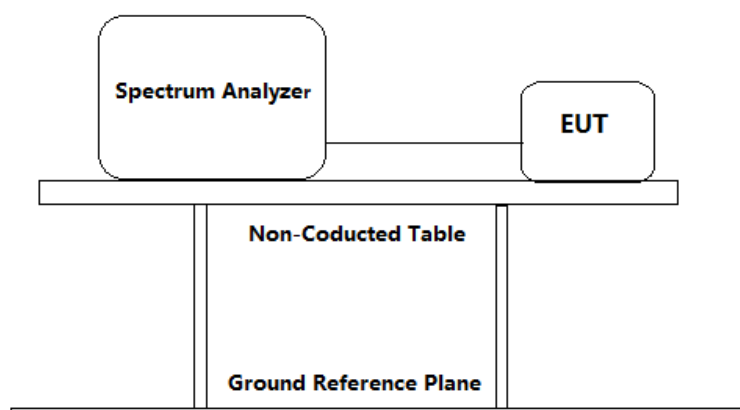 Spectrum Analyzer
EUT
Non-Coducted Table
Ground Reference Plane